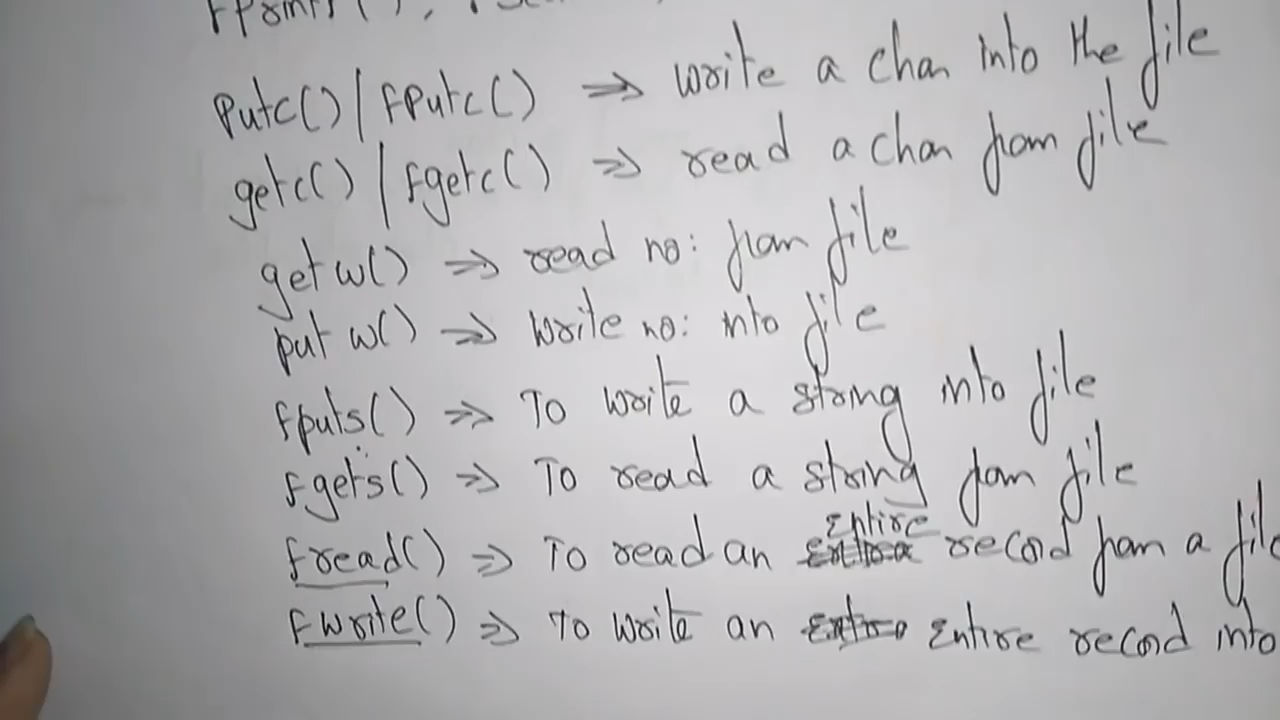 putc() / fputc() ⇒ write a char into the file
getc() / fgetc() ⇒ read a char from file
getw() ⇒ read no: from file
putw() ⇒ write no: into file
fputs() ⇒ To write a string into file
fgets() ⇒ To read a string from file
fread() ⇒ To read an Entire record from a file
fwrite() ⇒ To write an Entire record into